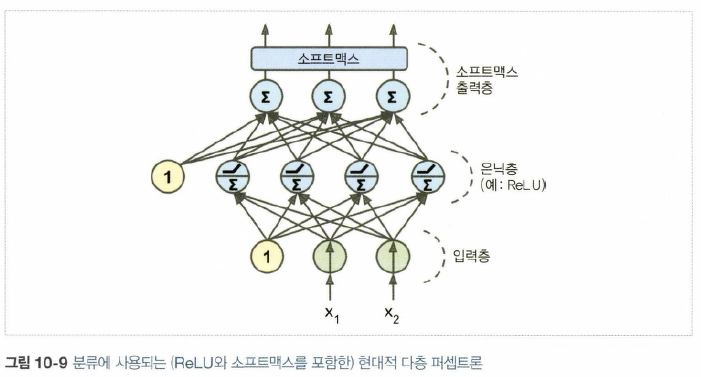 소프트맥스
소프트맥스
출력층
Σ Σ Σ
1
Σ Σ Σ Σ
은닉층
(예: ReLU)
1
입력층
x1 x2
그림 10-9 분류에 사용되는 (ReLU와 소프트맥스를 포함한) 현대적 다층 퍼셉트론